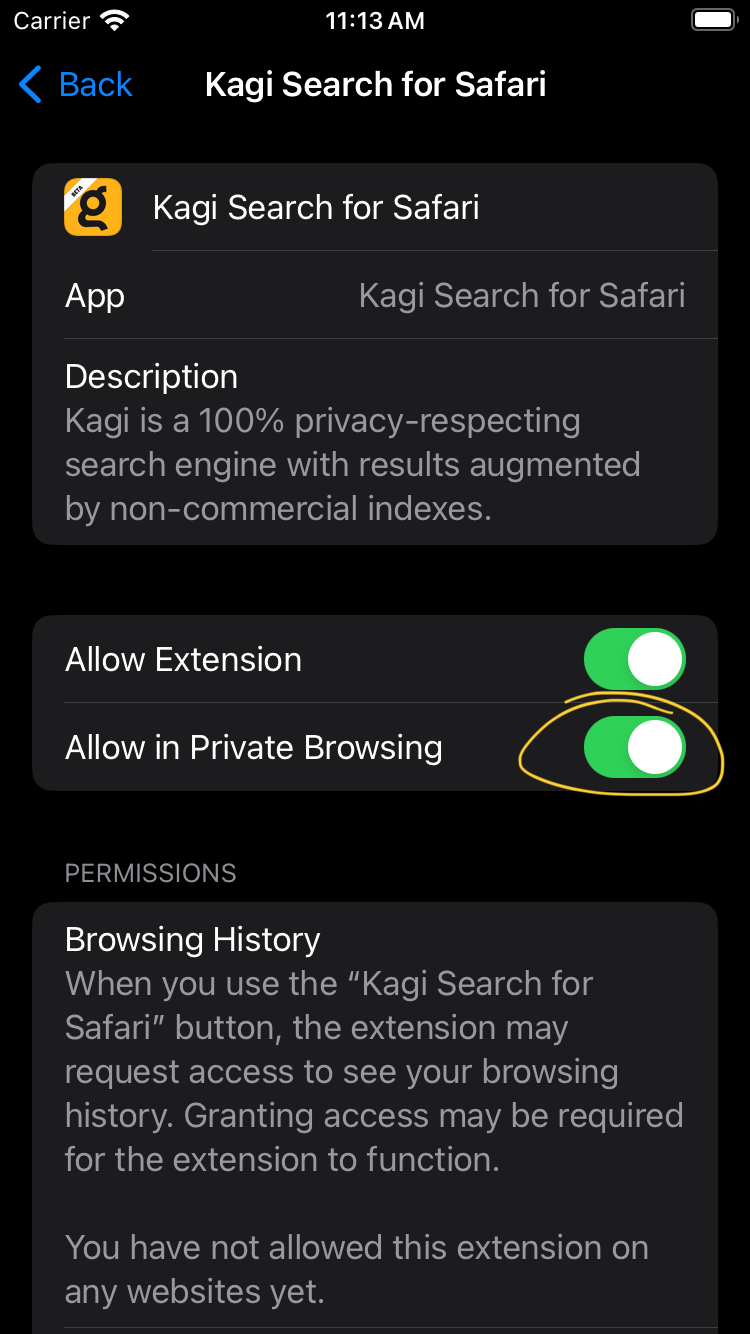 Carrier 11:13 AM
Back Kagi Search for Safari
BETA
g Kagi Search for Safari
App Kagi Search for Safari
Description
Kagi is a 100% privacy-respecting
search engine with results augmented
by non-commercial indexes.
Allow Extension
Allow in Private Browsing
PERMISSIONS
Browsing History
When you use the “Kagi Search for
Safari” button, the extension may
request access to see your browsing
history. Granting access may be required
for the extension to function.
You have not allowed this extension on
any websites yet.